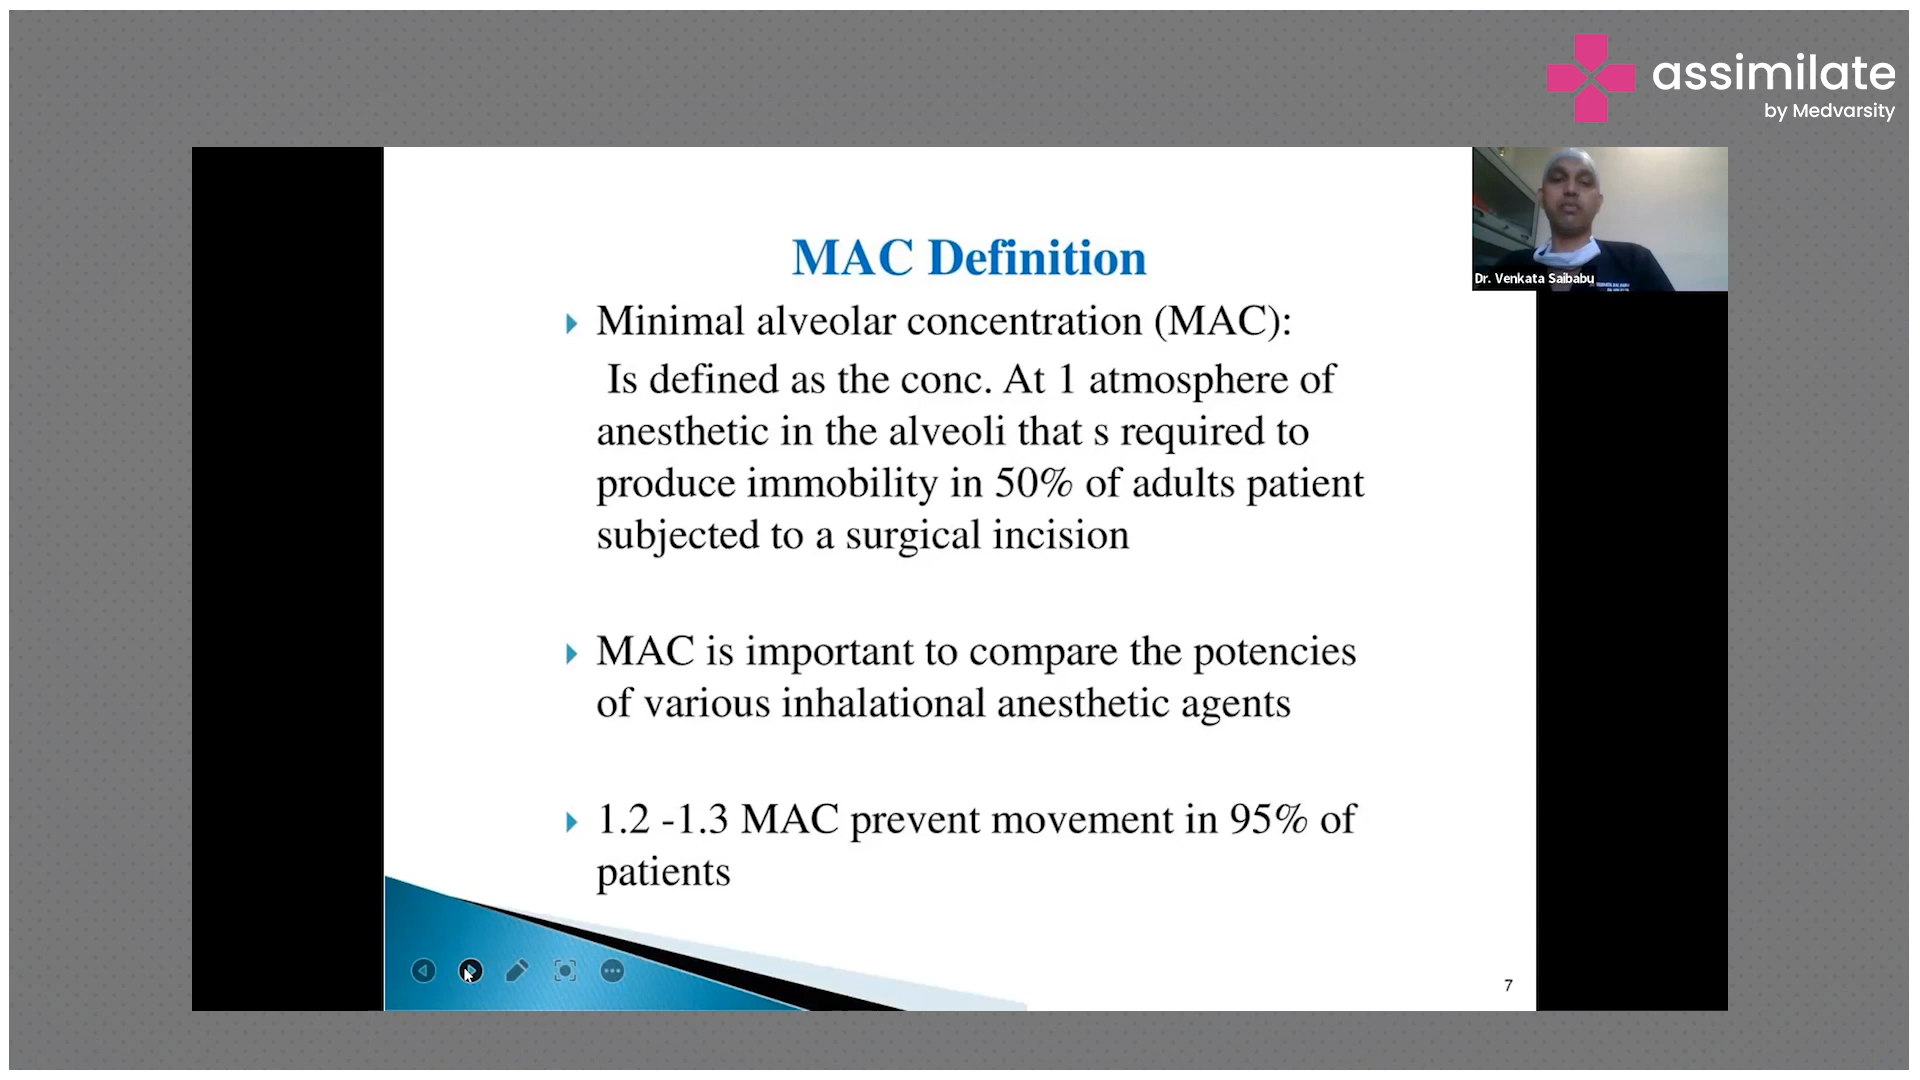 assimilate
by Medvarsity
Dr. Venkata Saibabu
MAC Definition
Minimal alveolar concentration (MAC):
Is defined as the conc. At 1 atmosphere of
anesthetic in the alveoli that s required to
produce immobility in 50% of adults patient
subjected to a surgical incision
MAC is important to compare the potencies
of various inhalational anesthetic agents
1.2 -1.3 MAC prevent movement in 95% of
patients
7